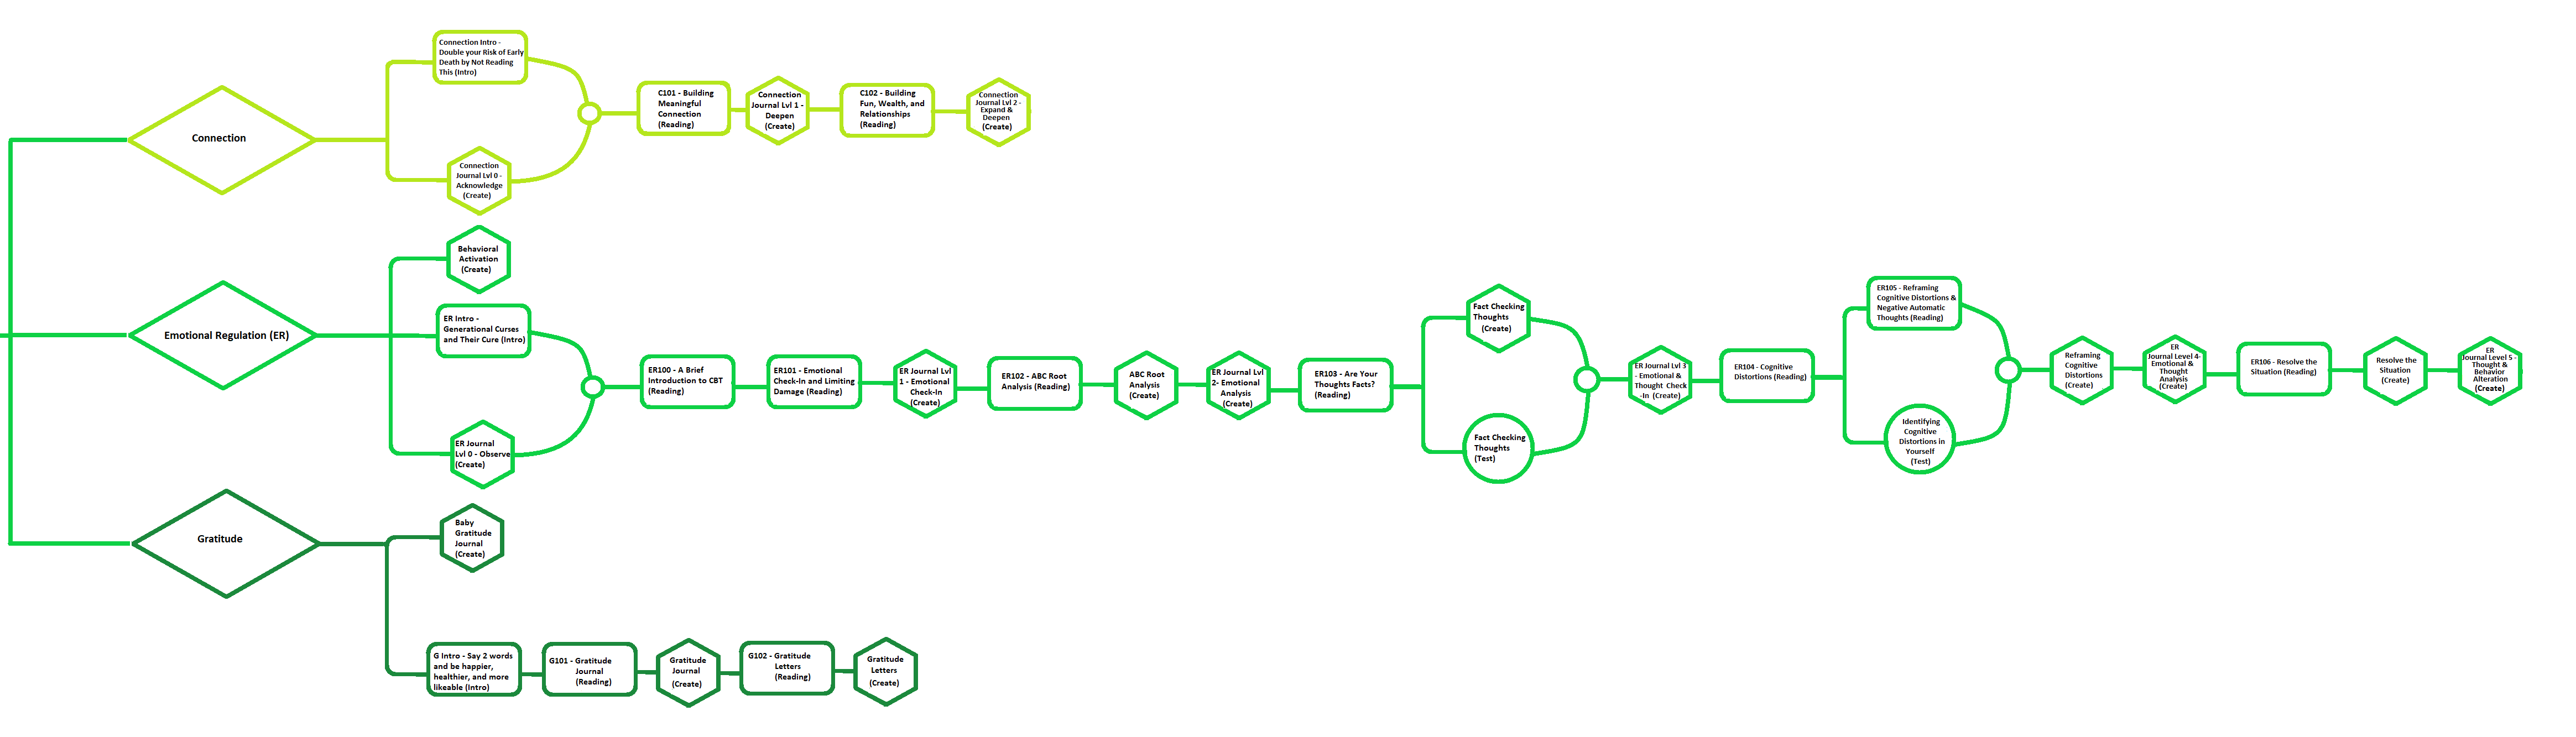 Connection
Connection Intro -
Double your Risk of Early
Death by Not Reading
This (Intro)
Connection
Journal Lvl 0 -
Acknowledge
(Create)
C101 - Building
Meaningful
Connection
(Reading)
Connection
Journal Lvl 1 -
Deepen
(Create)
C102 - Building
Fun, Wealth, and
Relationships
(Reading)
Connection
Journal Lvl 2 -
Expand &
Deepen
(Create)
Emotional Regulation (ER)
Behavioral
Activation
(Create)
ER Intro -
Generational Curses
and Their Cure (Intro)
ER Journal
Lvl 0 - Observe
(Create)
ER100 - A Brief
Introduction to CBT
(Reading)
ER101 - Emotional
Check-In and Limiting
Damage (Reading)
ER Journal Lvl
1 - Emotional
Check-In
(Create)
ER102 - ABC Root
Analysis (Reading)
ABC Root
Analysis
(Create)
ER Journal Lvl
2- Emotional
Analysis
(Create)
ER103 - Are Your
Thoughts Facts?
(Reading)
Fact Checking
Thoughts
(Create)
Fact Checking
Thoughts
(Test)
ER Journal Lvl 3
- Emotional &
Thought Check
-In (Create)
ER104 - Cognitive
Distortions (Reading)
ER105 - Reframing
Cognitive Distortions &
Negative Automatic
Thoughts (Reading)
Identifying
Cognitive
Distortions in
Yourself
(Test)
Reframing
Cognitive
Distortions
(Create)
ER
Journal Level 4-
Emotional &
Thought
Analysis
(Create)
ER106 - Resolve the
Situation (Reading)
Resolve the
Situation
(Create)
ER
Journal Level 5 -
Thought &
Behavior
Alteration
(Create)
Gratitude
Baby
Gratitude
Journal
(Create)
G Intro - Say 2 words
and be happier,
healthier, and more
likeable (Intro)
G101 - Gratitude
Journal
(Reading)
Gratitude
Journal
(Create)
G102 - Gratitude
Letters
(Reading)
Gratitude
Letters
(Create)